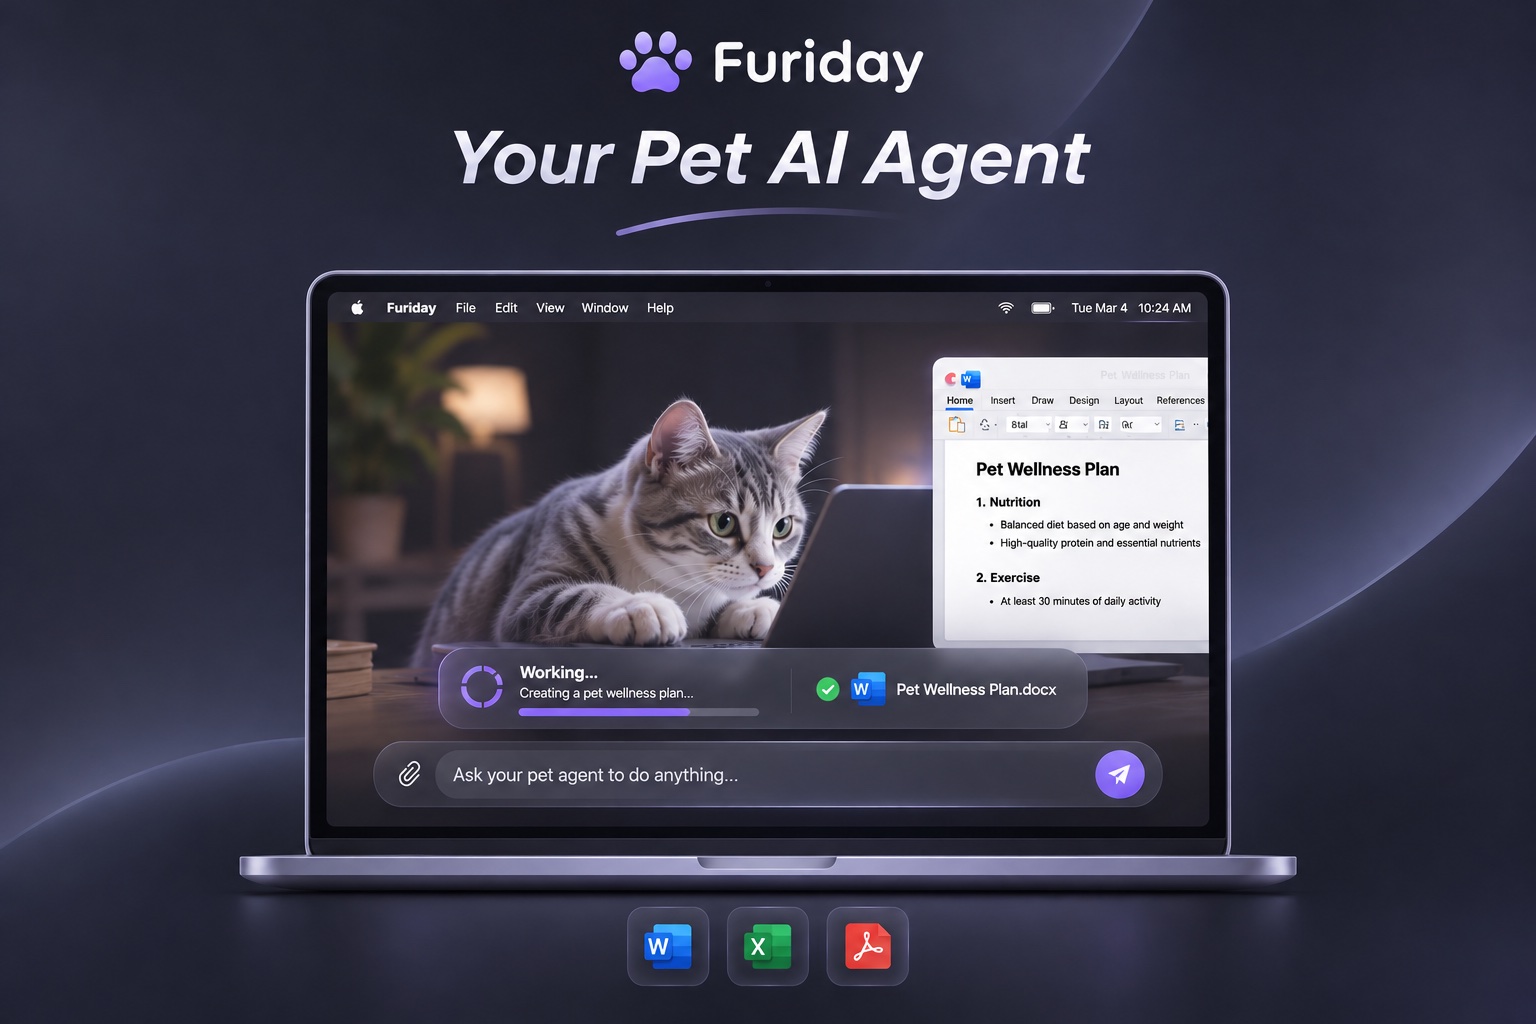 Furiday
Your Pet AI Agent
Furiday File Edit View Window Help
Tue Mar 4 10:24 AM
W
Pet Wellness Plan
Home Insert Draw Design Layout References
Pet Wellness Plan
1. Nutrition
• Balanced diet based on age and weight
• High-quality protein and essential nutrients
2. Exercise
• At least 30 minutes of daily activity
Working...
Creating a pet wellness plan...
W Pet Wellness Plan.docx
Ask your pet agent to do anything...
W X